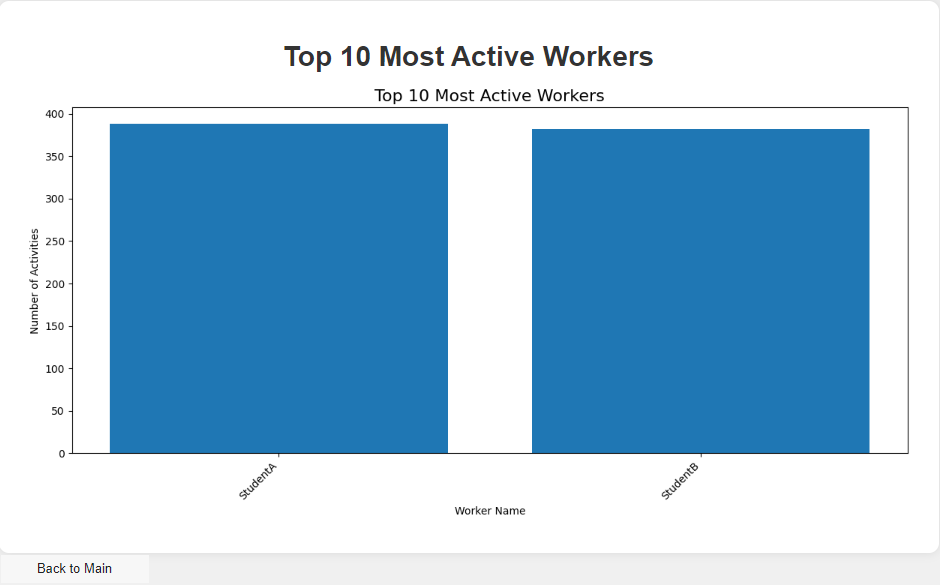 Top 10 Most Active Workers
Top 10 Most Active Workers
400
350
300
250
200
150
100
50
0
Number of Activities
StudentA
StudentB
Worker Name
Back to Main